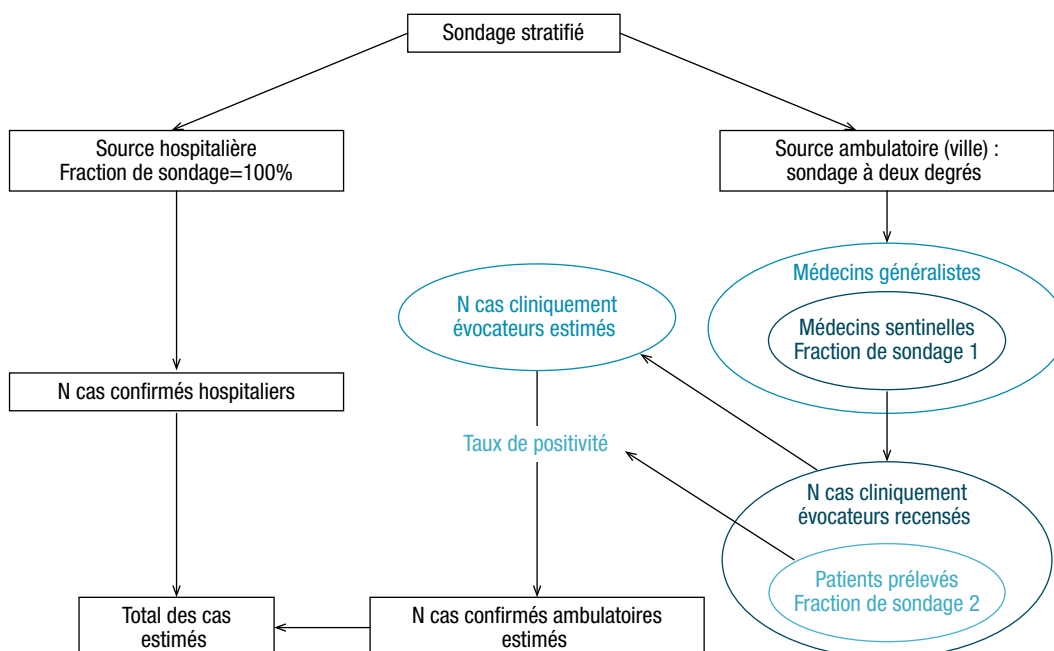 Sondage stratifié
Source hospitalière
Fraction de sondage=100%
Source ambulatoire (ville) :
sondage à deux degrés
Médecins généralistes
N cas cliniquement
évocateurs estimés
Médecins sentinelles
Fraction de sondage 1
N cas confirmés hospitaliers
Taux de positivité
N cas cliniquement
évocateurs recensés
Patients prélevés
Fraction de sondage 2
Total des cas
estimés
N cas confirmés ambulatoires
estimés